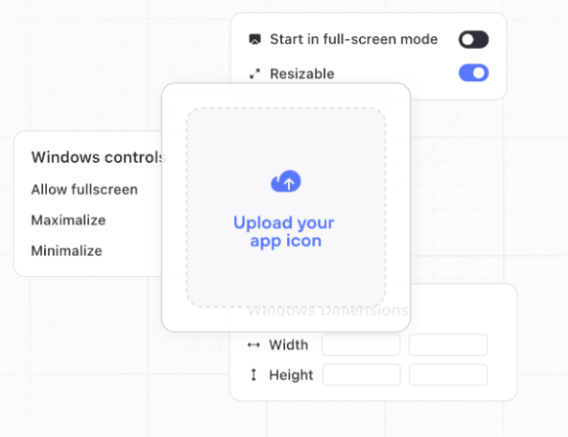 Start in full-screen mode
Resizable
Windows controls
Allow fullscreen
Maximalize
Minimalize
Upload your
app icon
Windows Dimensions
Width
Height